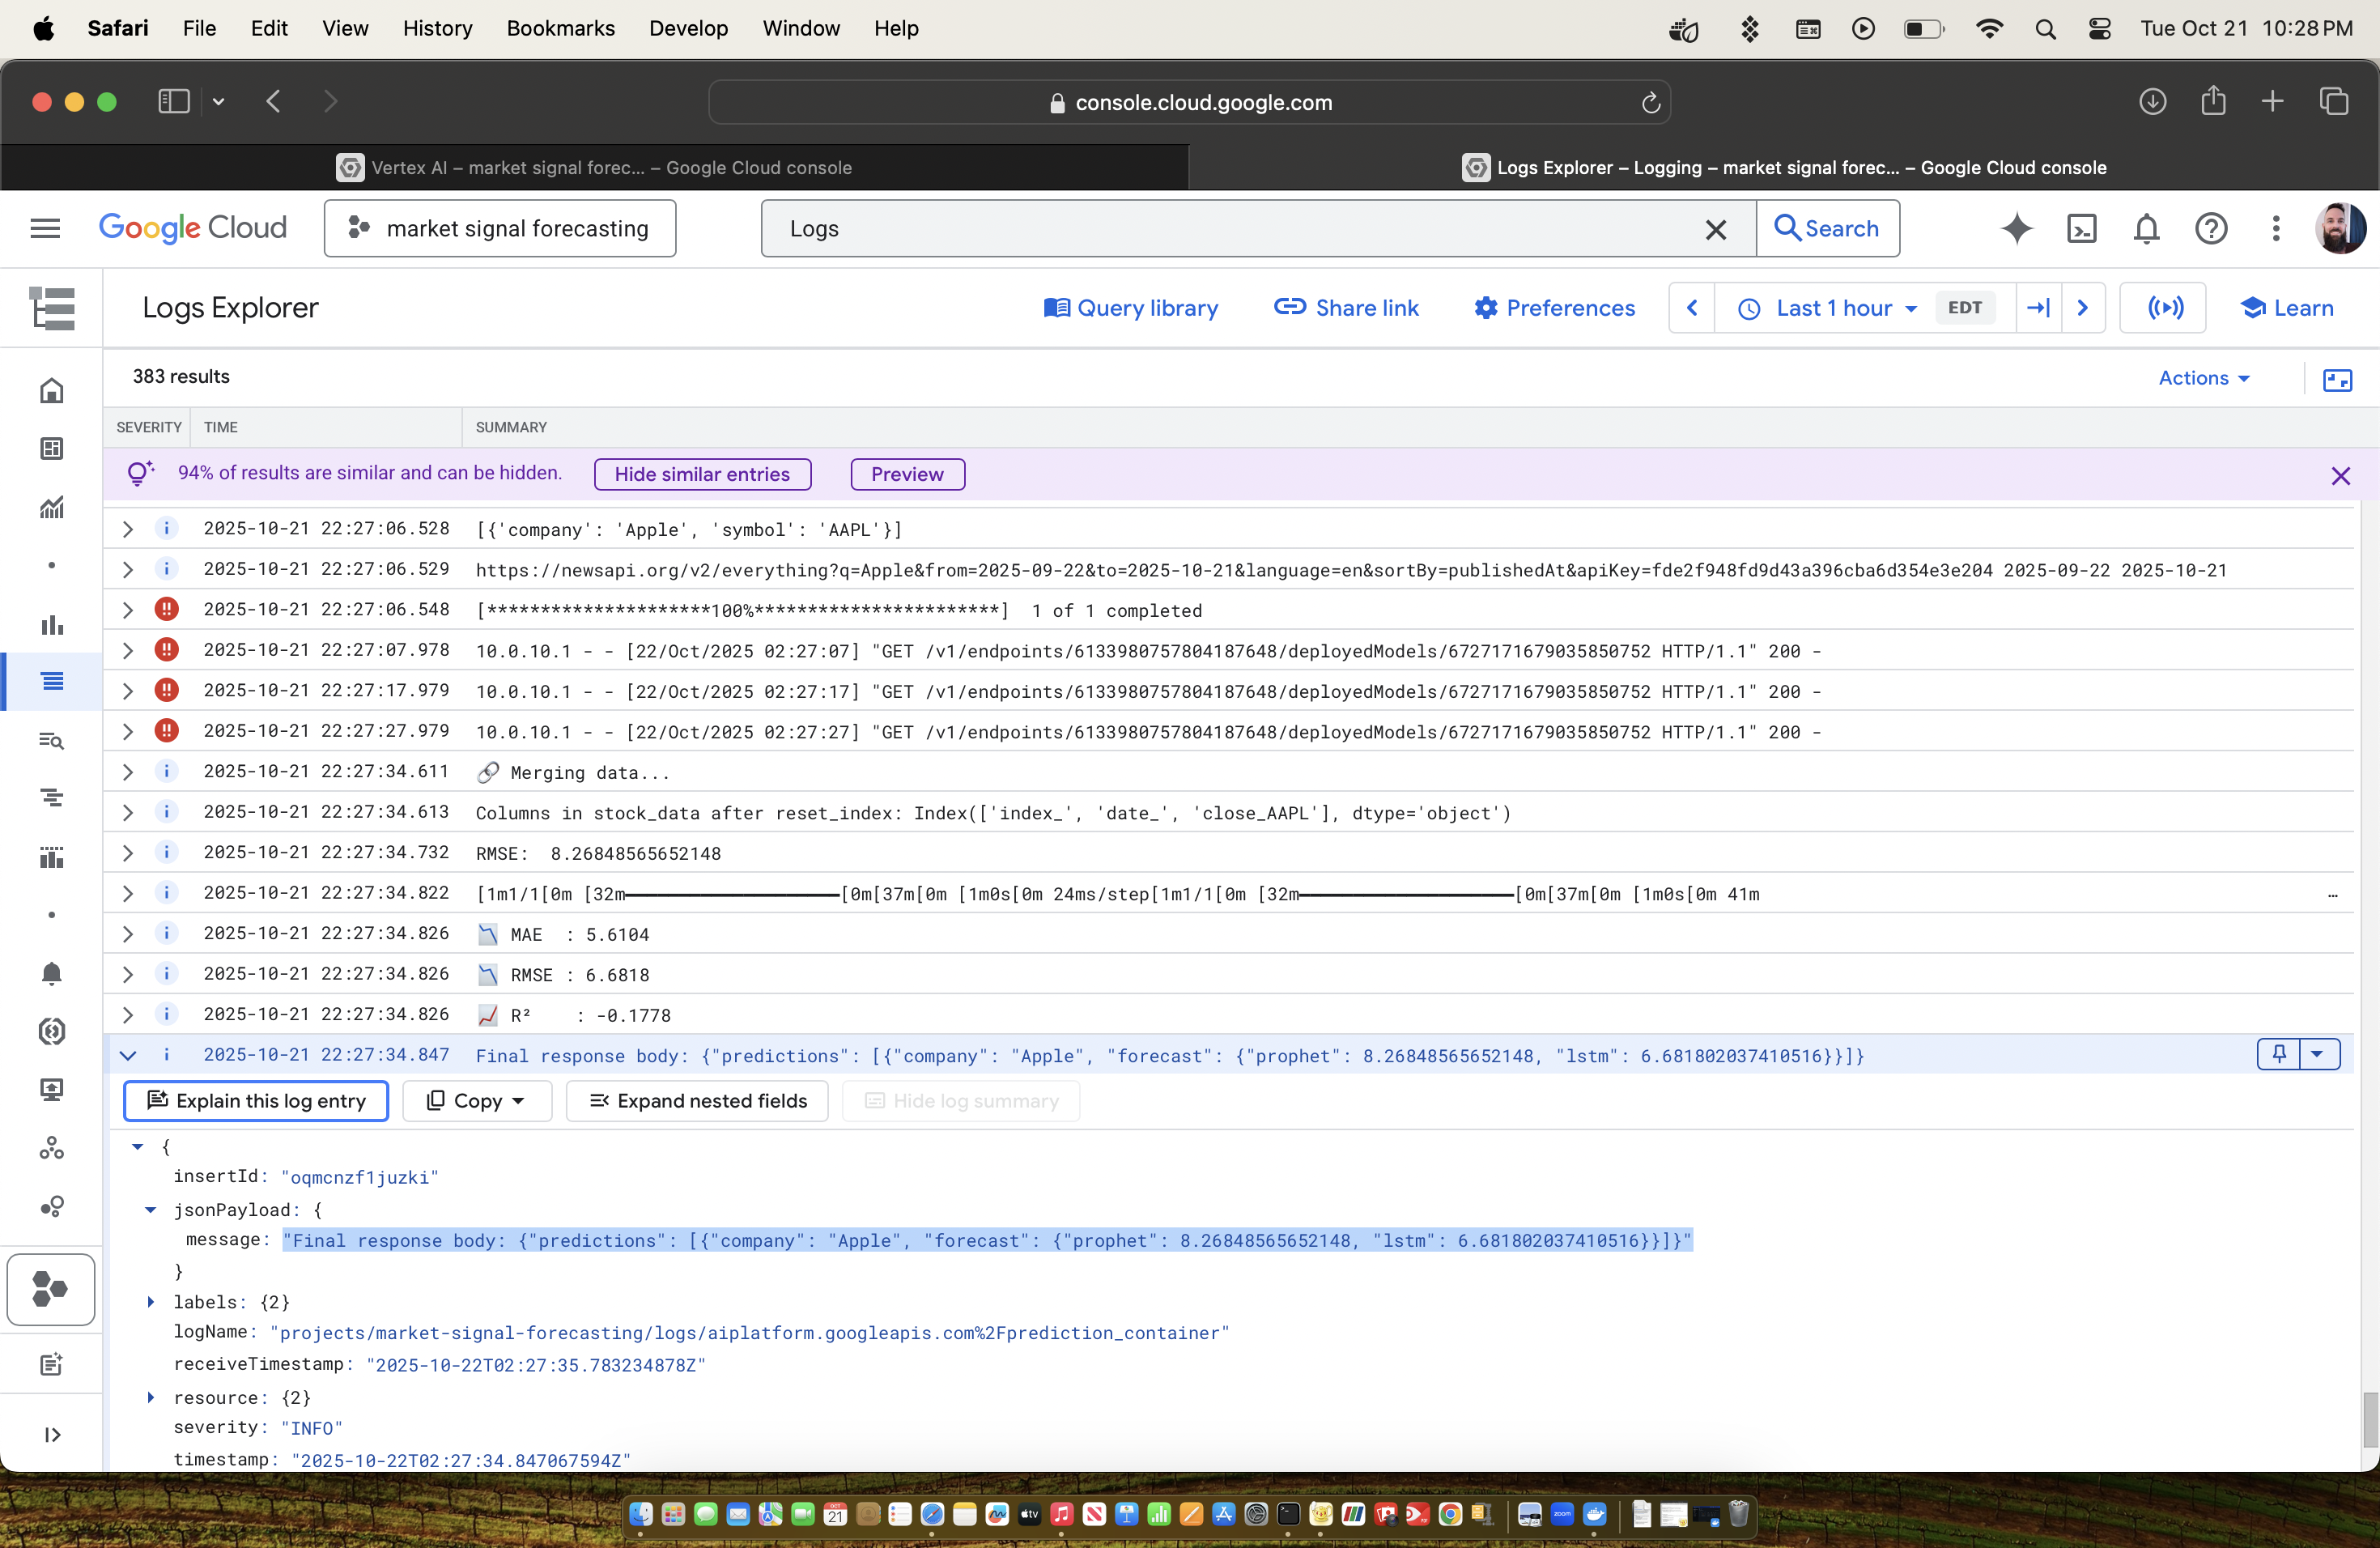 Safari File Edit View History Bookmarks Develop Window Help Tue Oct 21 10:28 PM
console.cloud.google.com
Vertex AI – market signal forec... – Google Cloud console
Logs Explorer – Logging – market signal forec... – Google Cloud console
Google Cloud market signal forecasting Logs Search
Logs Explorer Query library Share link Preferences Last 1 hour EDT Learn
383 results Actions
SEVERITY TIME SUMMARY
94% of results are similar and can be hidden. Hide similar entries Preview
2025-10-21 22:27:06.528 [{'company': 'Apple', 'symbol': 'AAPL'}]
2025-10-21 22:27:06.529 https://newsapi.org/v2/everything?q=Apple&from=2025-09-22&to=2025-10-21&language=en&sortBy=publishedAt&apiKey=fde2f948fd9d43a396cba6d354e3e204 2025-09-22 2025-10-21
2025-10-21 22:27:06.548 [*********************100%***********************] 1 of 1 completed
2025-10-21 22:27:07.978 10.0.10.1 - - [22/Oct/2025 02:27:07] "GET /v1/endpoints/6133980757804187648/deployedModels/6727171679035850752 HTTP/1.1" 200 -
2025-10-21 22:27:17.979 10.0.10.1 - - [22/Oct/2025 02:27:17] "GET /v1/endpoints/6133980757804187648/deployedModels/6727171679035850752 HTTP/1.1" 200 -
2025-10-21 22:27:27.979 10.0.10.1 - - [22/Oct/2025 02:27:27] "GET /v1/endpoints/6133980757804187648/deployedModels/6727171679035850752 HTTP/1.1" 200 -
2025-10-21 22:27:34.611 🔗 Merging data...
2025-10-21 22:27:34.613 Columns in stock_data after reset_index: Index(['index_', 'date_', 'close_AAPL'], dtype='object')
2025-10-21 22:27:34.732 RMSE: 8.26848565652148
2025-10-21 22:27:34.822 [1m1/1[0m [32m━━━━━━━━━━━━━━━━━━━━[0m[37m[0m [1m0s[0m 24ms/step[1m1/1[0m [32m━━━━━━━━━━━━━━━━━━━━[0m[37m[0m [1m0s[0m 41m …
2025-10-21 22:27:34.826 📉 MAE : 5.6104
2025-10-21 22:27:34.826 📉 RMSE : 6.6818
2025-10-21 22:27:34.826 📈 R² : -0.1778
2025-10-21 22:27:34.847 Final response body: {"predictions": [{"company": "Apple", "forecast": {"prophet": 8.26848565652148, "lstm": 6.681802037410516}}]}
Explain this log entry Copy Expand nested fields Hide log summary
{
insertId: "oqmcnzf1juzki"
jsonPayload: {
message: "Final response body: {"predictions": [{"company": "Apple", "forecast": {"prophet": 8.26848565652148, "lstm": 6.681802037410516}}]}"
}
labels: {2}
logName: "projects/market-signal-forecasting/logs/aiplatform.googleapis.com%2Fprediction_container"
receiveTimestamp: "2025-10-22T02:27:35.783234878Z"
resource: {2}
severity: "INFO"
timestamp: "2025-10-22T02:27:34.847067594Z"
OCT
21
tv
zoom